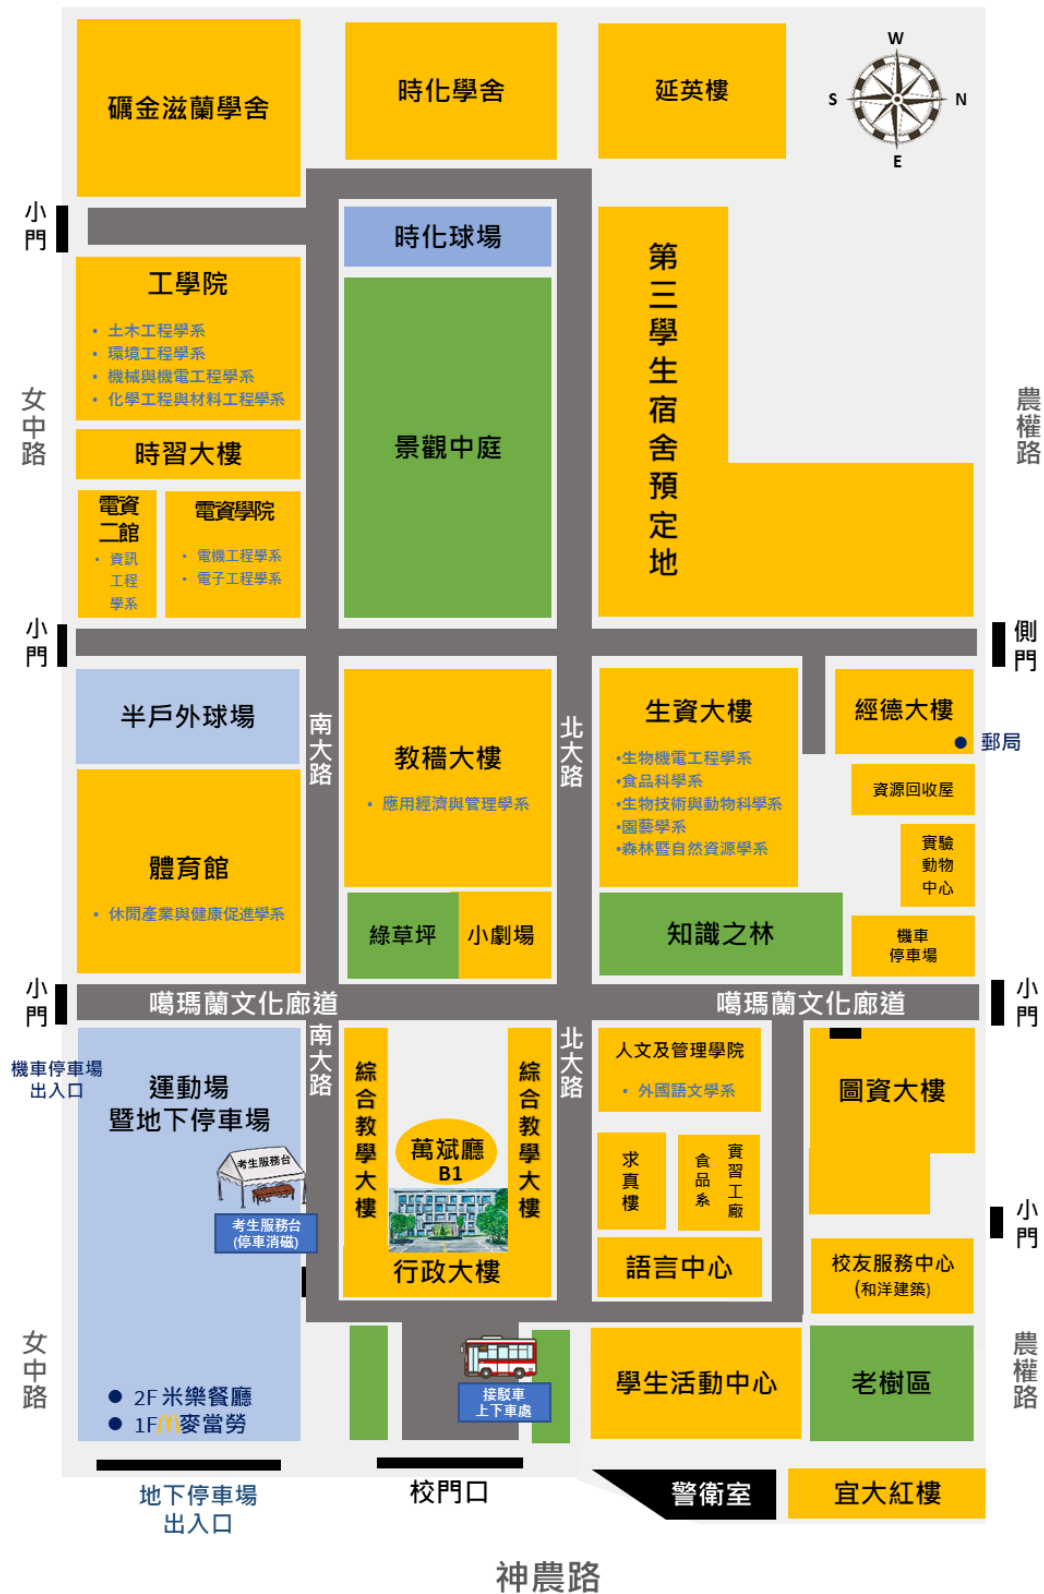 礪金滋蘭學舍
時化學舍
延英樓
W
S
N
E
小門
時化球場
工學院
• 土木工程學系
• 環境工程學系
• 機械與機電工程學系
• 化學工程與材料工程學系
第三學生宿舍預定地
女中路
農權路
時習大樓
景觀中庭
電資
二館
• 資訊
工程
學系
電資學院
• 電機工程學系
• 電子工程學系
小門
側門
半戶外球場
南大路
教穡大樓
• 應用經濟與管理學系
北大路
生資大樓
•生物機電工程學系
•食品科學系
•生物技術與動物科學系
•園藝學系
•森林暨自然資源學系
經德大樓
郵局
資源回收屋
實驗
動物
中心
體育館
• 休閒產業與健康促進學系
綠草坪
小劇場
知識之林
機車
停車場
小門
噶瑪蘭文化廊道
噶瑪蘭文化廊道
小門
機車停車場
出入口
運動場
暨地下停車場
南大路
綜合教學大樓
萬斌廳
B1
綜合教學大樓
北大路
人文及管理學院
• 外國語文學系
圖資大樓
考生服務台
考生服務台
(停車消磁)
行政大樓
求真樓
食品系
實習工廠
語言中心
小門
校友服務中心
(和洋建築)
女中路
農權路
接駁車
上下車處
學生活動中心
老樹區
2F 米樂餐廳
1F 麥當勞
地下停車場
出入口
校門口
警衛室
宜大紅樓
神農路